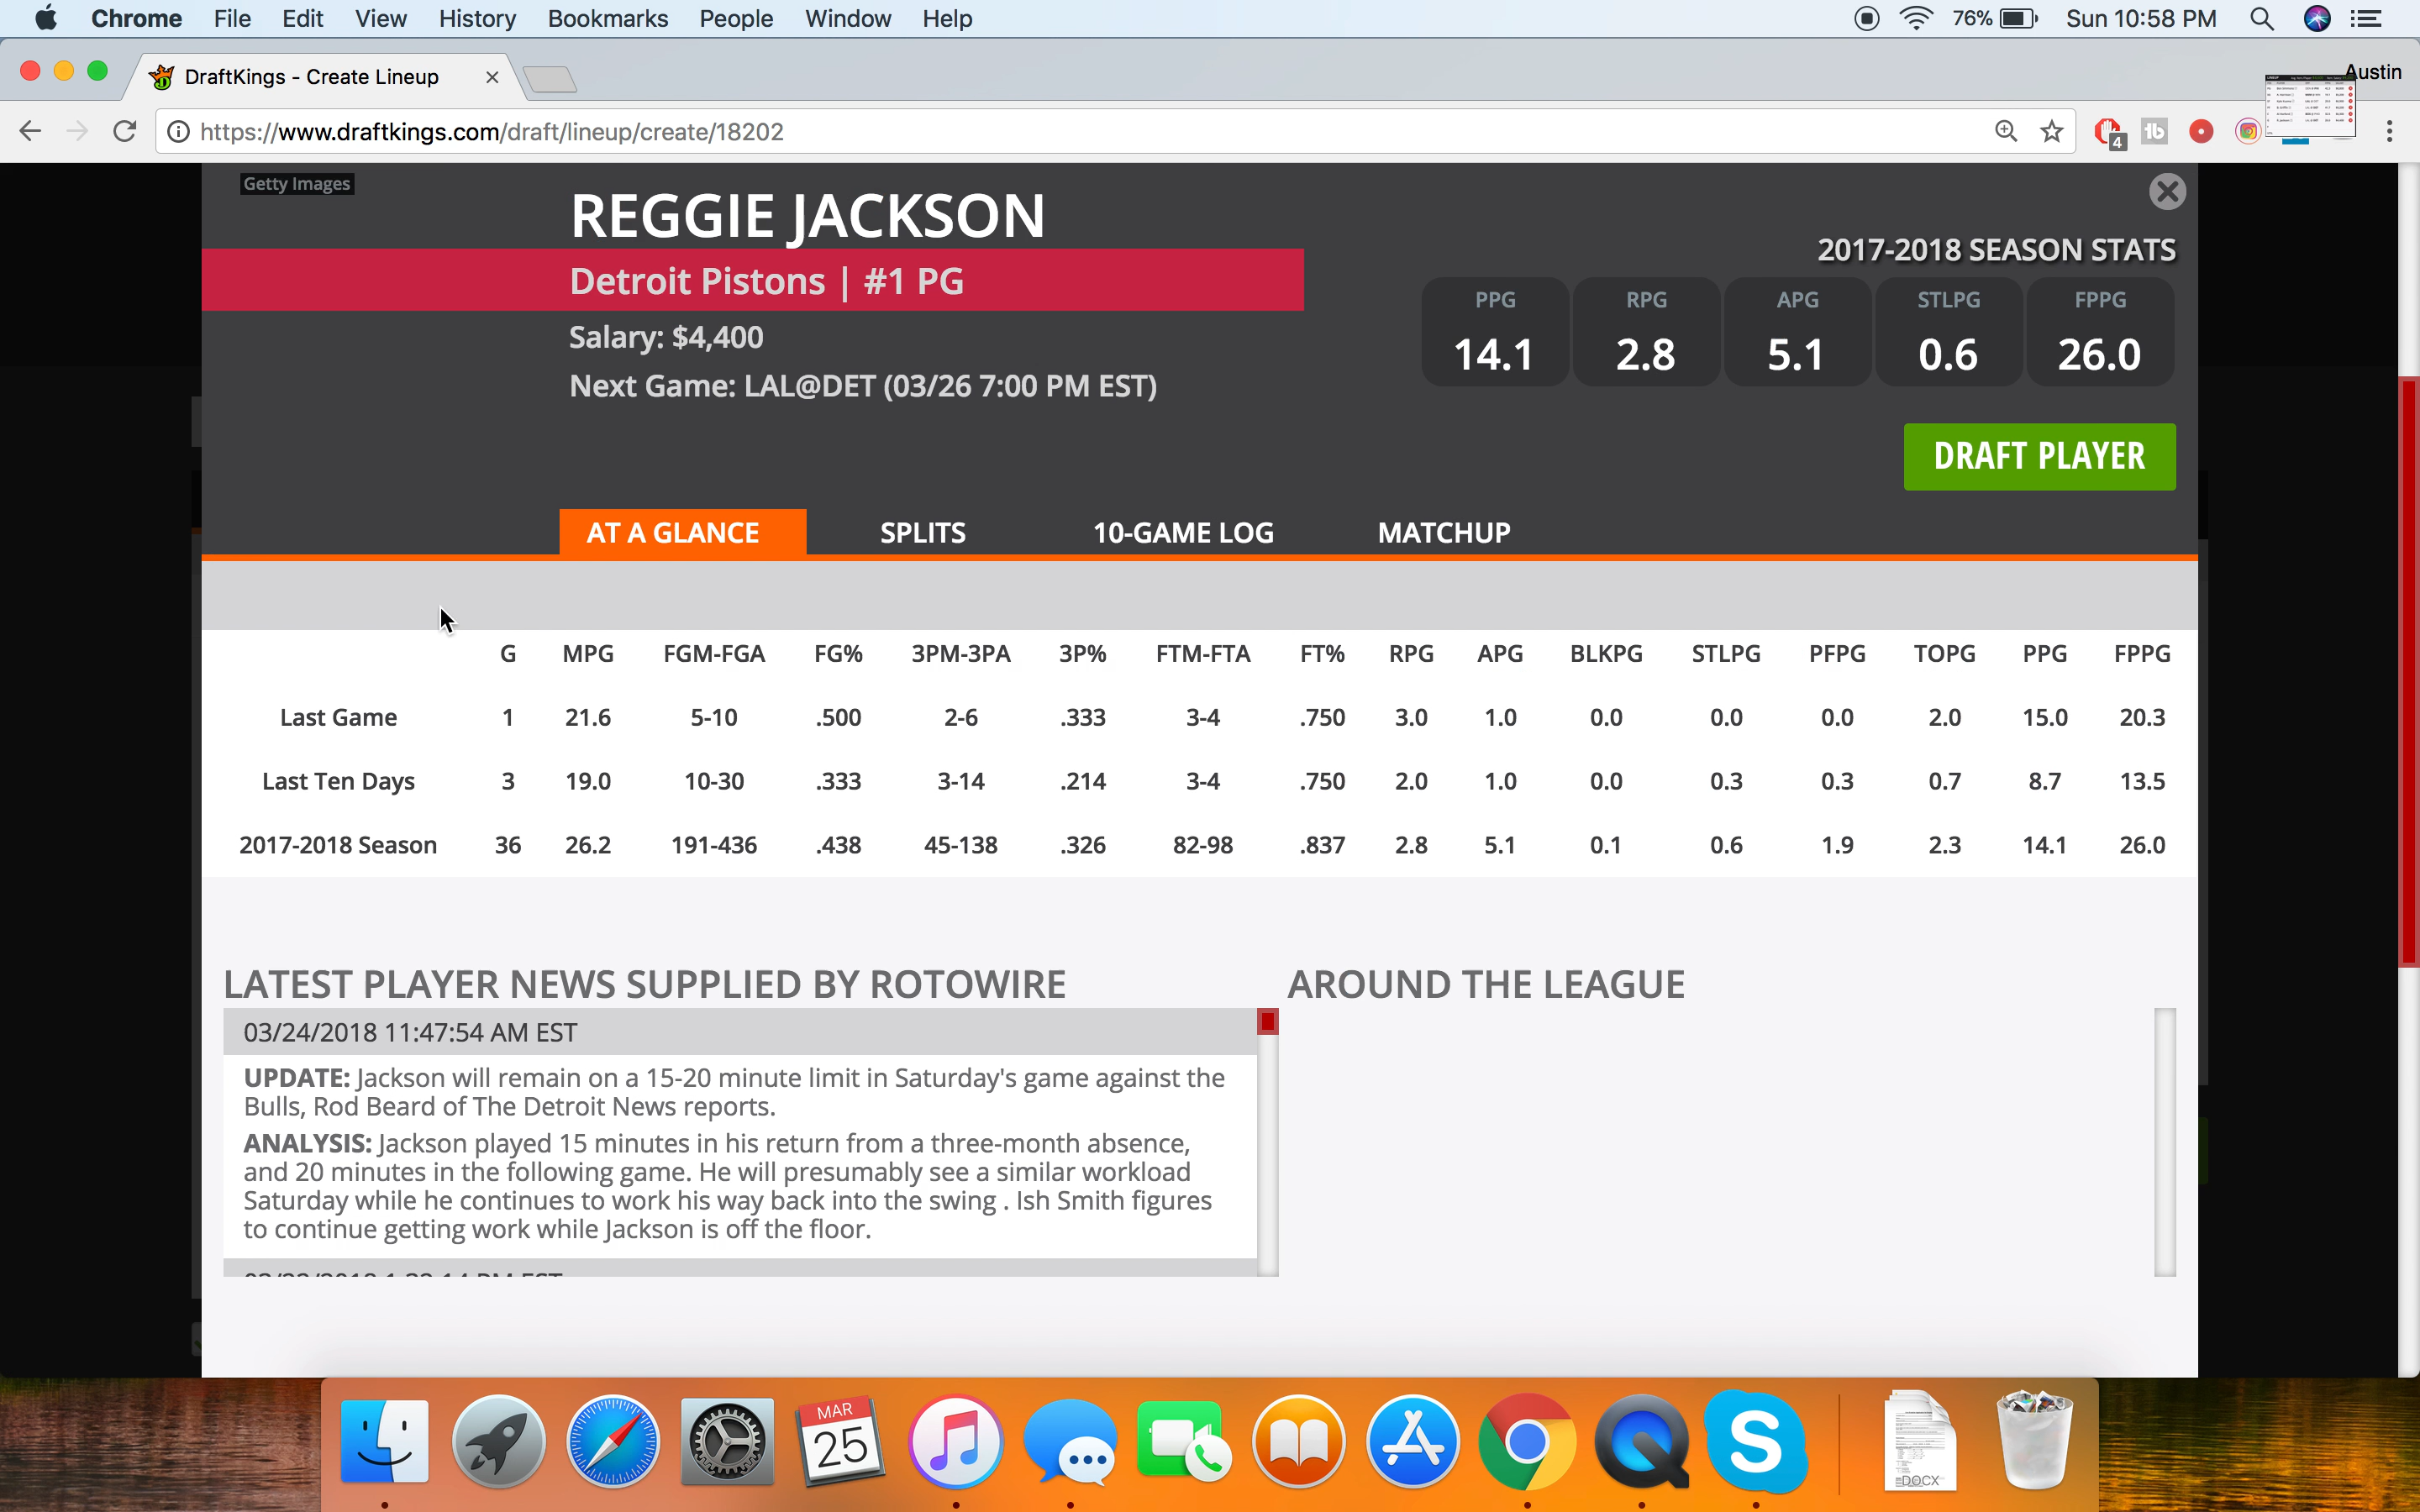 Chrome File Edit View History Bookmarks People Window Help 76% Sun 10:58 PM
DraftKings - Create Lineup
Austin
https://www.draftkings.com/draft/lineup/create/18202
4
Getty Images
REGGIE JACKSON
Detroit Pistons | #1 PG
Salary: $4,400
Next Game: LAL@DET (03/26 7:00 PM EST)
2017-2018 SEASON STATS
PPG RPG APG STLPG FPPG
14.1 2.8 5.1 0.6 26.0
DRAFT PLAYER
AT A GLANCE SPLITS 10-GAME LOG MATCHUP
G MPG FGM-FGA FG% 3PM-3PA 3P% FTM-FTA FT% RPG APG BLKPG STLPG PFPG TOPG PPG FPPG
Last Game 1 21.6 5-10 .500 2-6 .333 3-4 .750 3.0 1.0 0.0 0.0 0.0 2.0 15.0 20.3
Last Ten Days 3 19.0 10-30 .333 3-14 .214 3-4 .750 2.0 1.0 0.0 0.3 0.3 0.7 8.7 13.5
2017-2018 Season 36 26.2 191-436 .438 45-138 .326 82-98 .837 2.8 5.1 0.1 0.6 1.9 2.3 14.1 26.0
LATEST PLAYER NEWS SUPPLIED BY ROTOWIRE
03/24/2018 11:47:54 AM EST
UPDATE: Jackson will remain on a 15-20 minute limit in Saturday's game against the
Bulls, Rod Beard of The Detroit News reports.
ANALYSIS: Jackson played 15 minutes in his return from a three-month absence,
and 20 minutes in the following game. He will presumably see a similar workload
Saturday while he continues to work his way back into the swing . Ish Smith figures
to continue getting work while Jackson is off the floor.
AROUND THE LEAGUE
MAR
25
DOCX